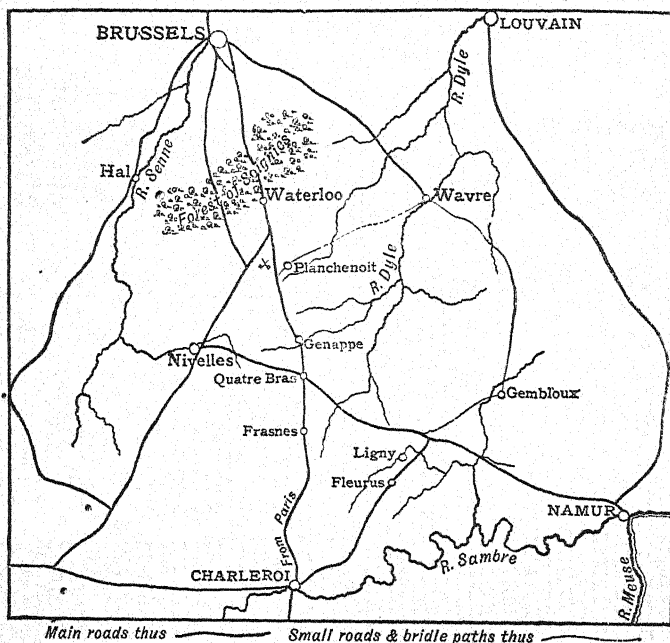 BRUSSELS
LOUVAIN
R. Dyle
Hal
R. Senne
Forest of Soignies
Waterloo
Wavre
Planchenoit
R. Dyle
Genappe
Nivelles
Quatre Bras
Gembloux
Frasnes
Ligny
Fleurus
From Paris
NAMUR
R. Sambre
CHARLEROI
R. Meuse
Main roads thus Small roads & bridle paths thus